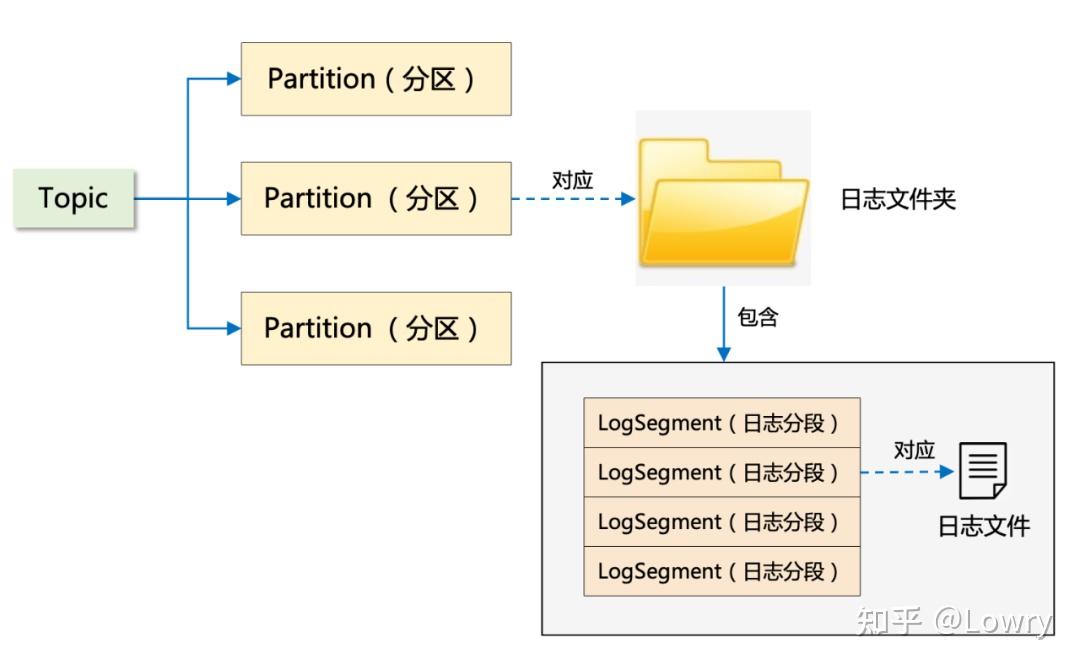 Partition（分区）
Topic
Partition （分区）
对应
日志文件夹
Partition （分区）
包含
LogSegment（日志分段）
LogSegment（日志分段）
对应
LogSegment（日志分段）
日志文件
LogSegment（日志分段）
知乎 @Lowry